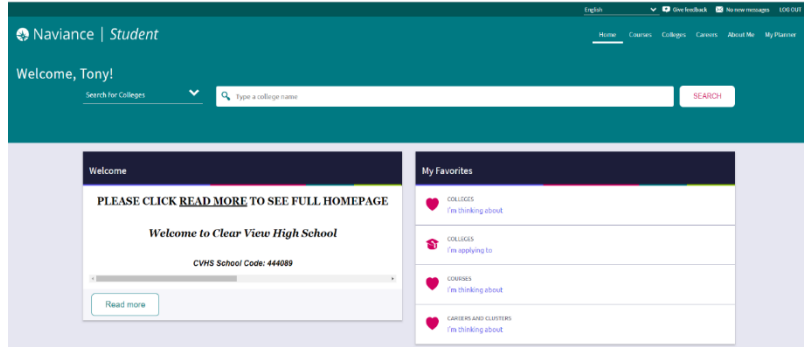 English Give feedback No new messages LOG OUT
Naviance | Student
Home Courses Colleges Careers About Me My Planner
Welcome, Tony!
Search for Colleges Type a college name SEARCH
Welcome
PLEASE CLICK READ MORE TO SEE FULL HOMEPAGE
Welcome to Clear View High School
CVHS School Code: 444089
Read more
My Favorites
COLLEGES
I'm thinking about
COLLEGES
I'm applying to
COURSES
I'm thinking about
CAREERS AND CLUSTERS
I'm thinking about